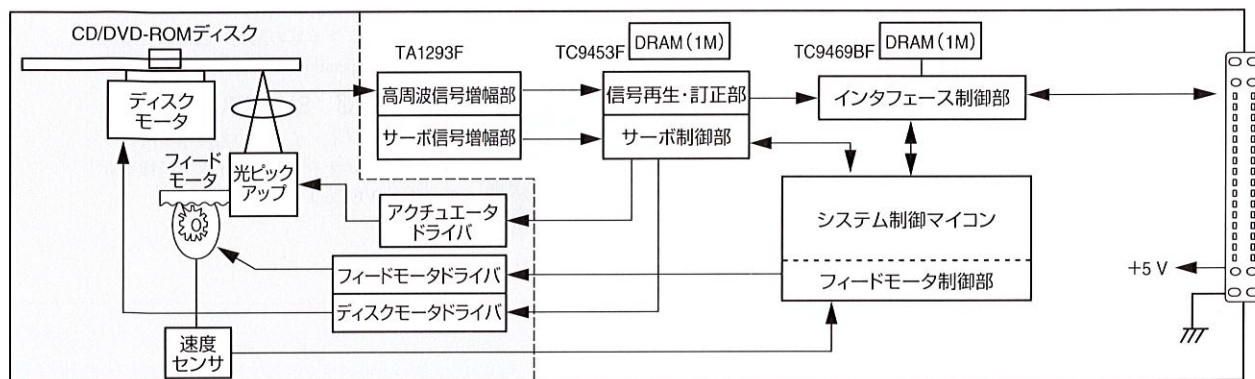 CD/DVD-ROMディスク
ディスク
モータ
フィード
モータ
光ピック
アップ
速度
センサ
TA1293F
高周波信号増幅部
サーボ信号増幅部
アクチュエータ
ドライバ
フィードモータドライバ
ディスクモータドライバ
TC9453F
DRAM(1M)
信号再生・訂正部
サーボ制御部
TC9469BF
DRAM(1M)
インタフェース制御部
システム制御マイコン
フィードモータ制御部
+5 V